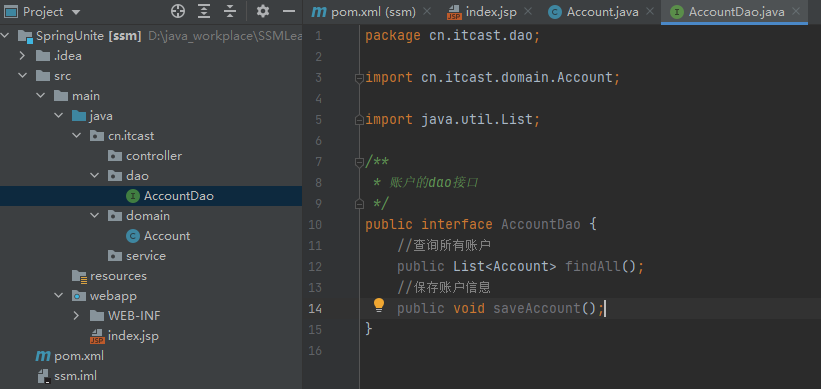 Project
SpringUnite [ssm] D:\java_workplace\SSMLea
.idea
src
main
java
cn.itcast
controller
dao
AccountDao
domain
Account
service
resources
webapp
WEB-INF
index.jsp
pom.xml
ssm.iml
pom.xml (ssm)
index.jsp
Account.java
AccountDao.java
1 package cn.itcast.dao;
2
3 import cn.itcast.domain.Account;
4
5 import java.util.List;
6
7 /**
8 * 账户的dao接口
9 */
10 public interface AccountDao {
11 //查询所有账户
12 public List<Account> findAll();
13 //保存账户信息
14 public void saveAccount();
15 }
16